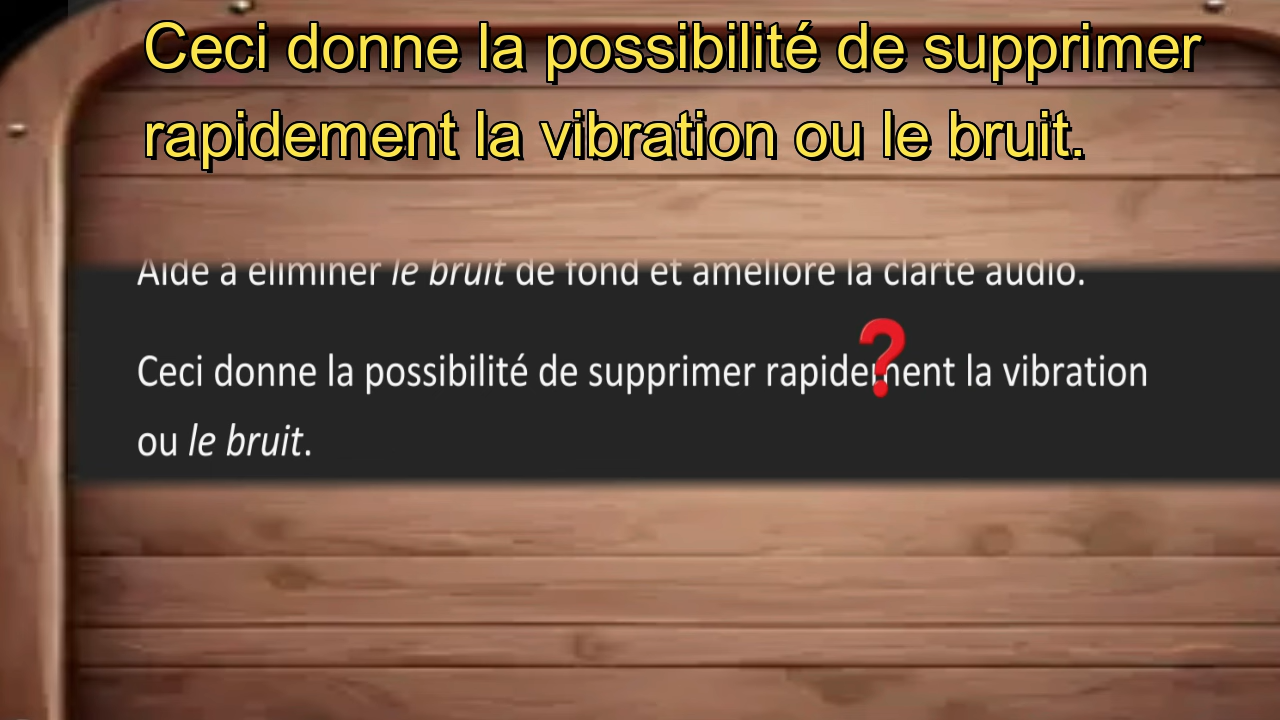 Ceci donne la possibilité de supprimer
rapidement la vibration ou le bruit.
Aide à éliminer le bruit de fond et améliore la clarté audio.
Ceci donne la possibilité de supprimer rapidement la vibration
ou le bruit.